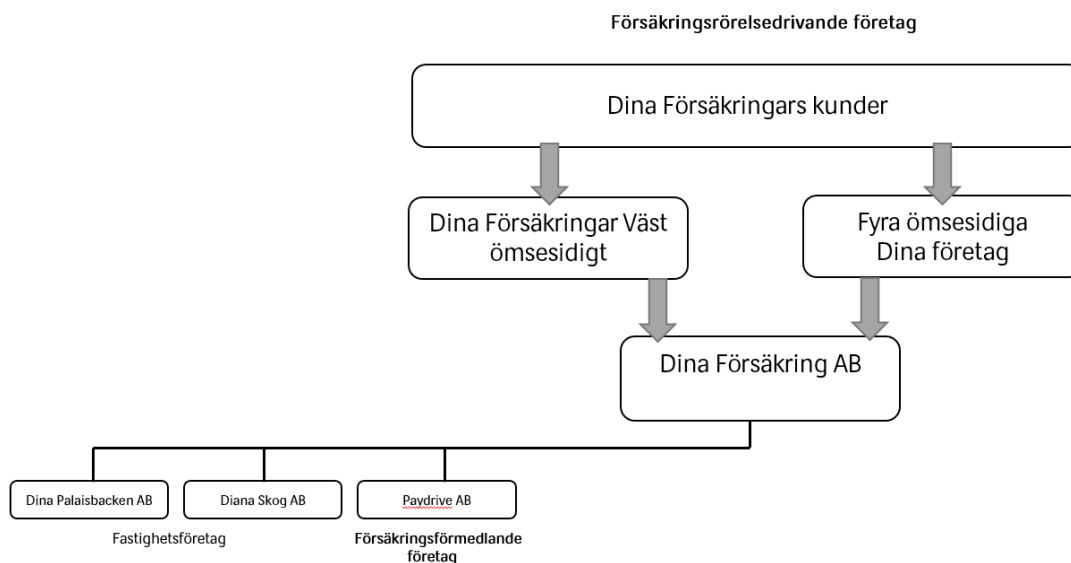 Försäkringsrörelsedrivande företag
Dina Försäkringars kunder
Dina Försäkringar Väst
ömsesidigt
Fyra ömsesidiga
Dina företag
Dina Försäkring AB
Dina Palaisbacken AB
Diana Skog AB
Paydrive AB
Fastighetsföretag
Försäkringsförmedlande
företag